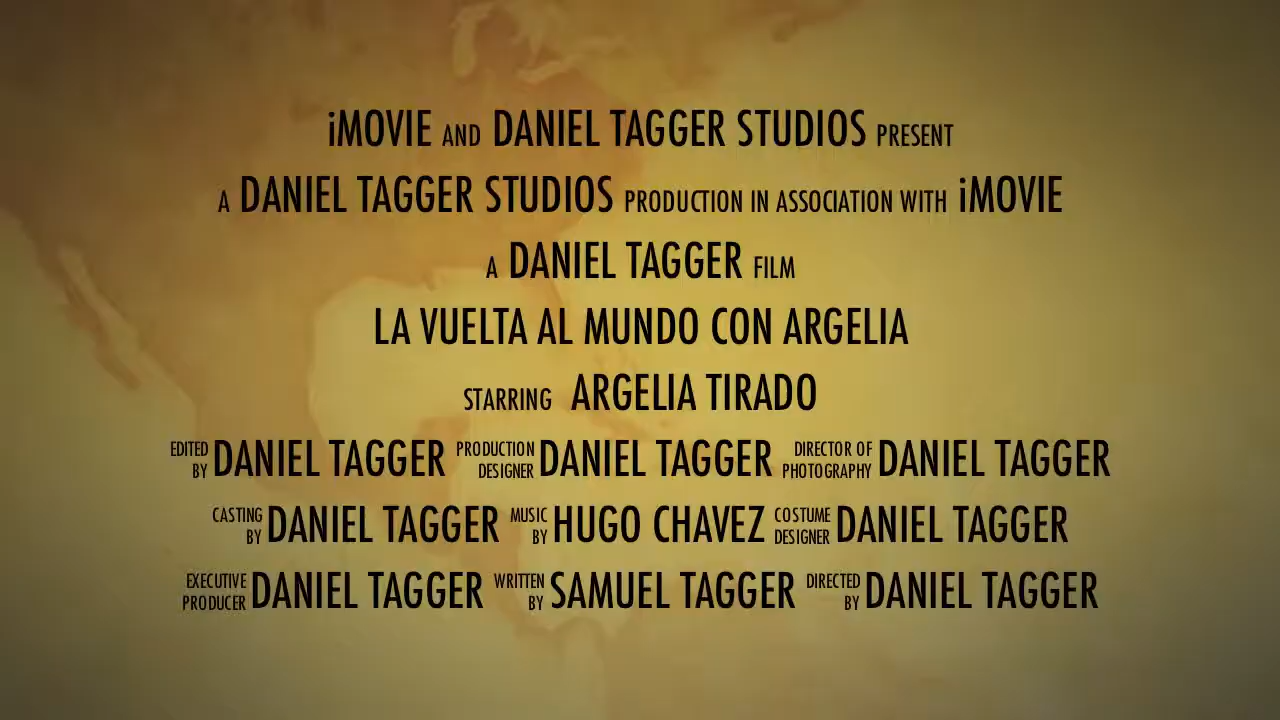 iMOVIE AND DANIEL TAGGER STUDIOS PRESENT
A DANIEL TAGGER STUDIOS PRODUCTION IN ASSOCIATION WITH iMOVIE
A DANIEL TAGGER FILM
LA VUELTA AL MUNDO CON ARGELIA
STARRING ARGELIA TIRADO
EDITED BY DANIEL TAGGER PRODUCTION DESIGNER DANIEL TAGGER DIRECTOR OF PHOTOGRAPHY DANIEL TAGGER
CASTING BY DANIEL TAGGER MUSIC BY HUGO CHAVEZ COSTUME DESIGNER DANIEL TAGGER
EXECUTIVE PRODUCER DANIEL TAGGER WRITTEN BY SAMUEL TAGGER DIRECTED BY DANIEL TAGGER